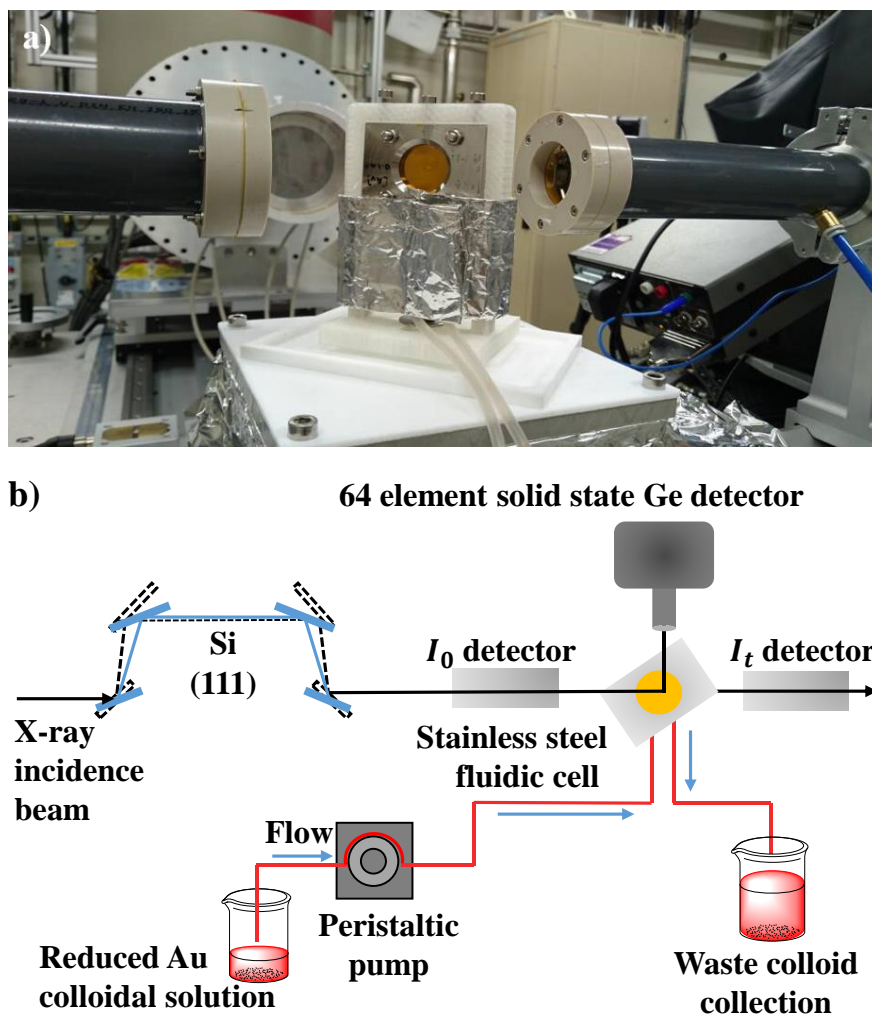 a)
b)
64 element solid state Ge detector
Si
(111)
I₀ detector
Iₜ detector
X-ray
incidence
beam
Stainless steel
fluidic cell
Flow
Peristaltic
pump
Reduced Au
colloidal solution
Waste colloid
collection